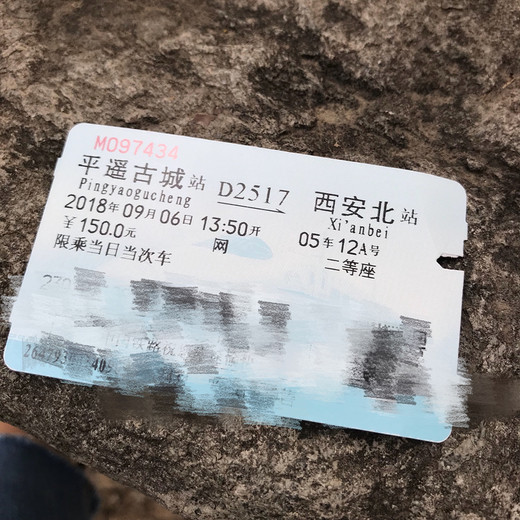 M097434
平遥古城站 D2517 西安北站
Pingyaogucheng Xi'anbei
2018年09月06日 13:50开 05车12A号
¥150.0元 网 二等座
限乘当日当次车